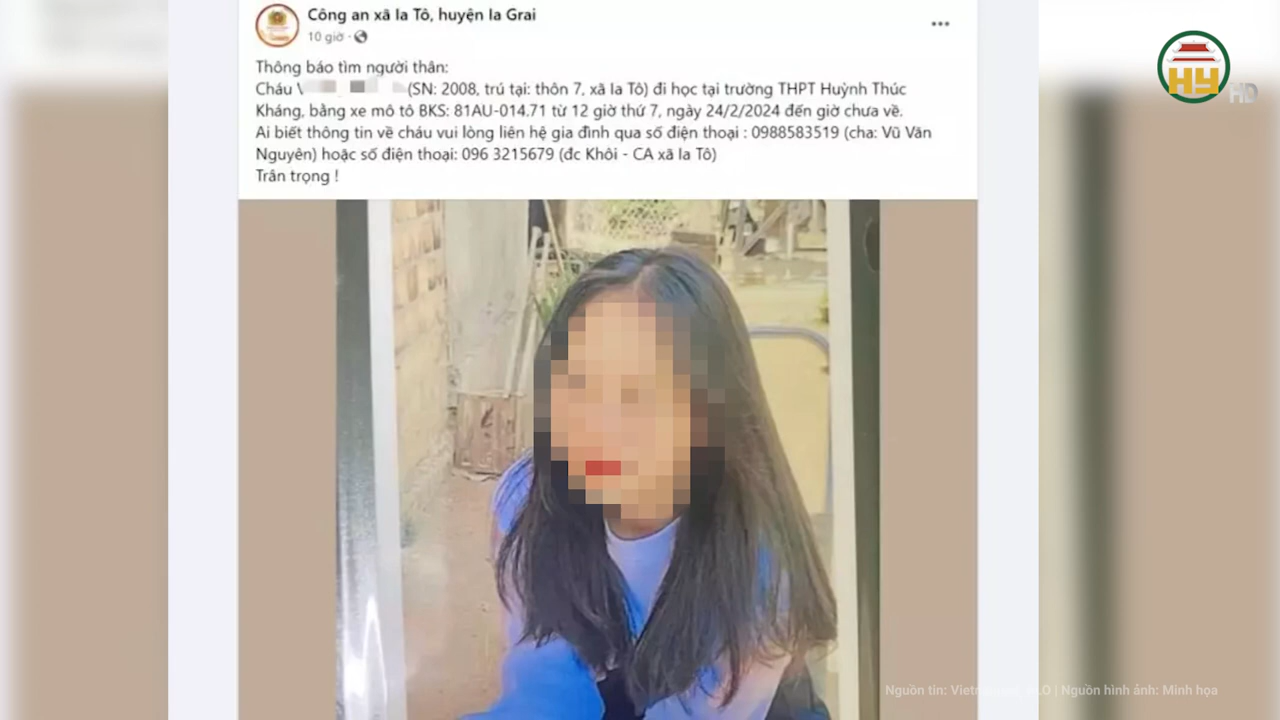 Công an xã Ia Tô, huyện Ia Grai
10 giờ ·
Thông báo tìm người thân:
Cháu V (SN: 2008, trú tại: thôn 7, xã Ia Tô) đi học tại trường THPT Huỳnh Thúc
Kháng, bằng xe mô tô BKS: 81AU-014.71 từ 12 giờ thứ 7, ngày 24/2/2024 đến giờ chưa về.
Ai biết thông tin về cháu vui lòng liên hệ gia đình qua số điện thoại : 0988583519 (cha: Vũ Văn
Nguyên) hoặc số điện thoại: 096 3215679 (đc Khôi - CA xã Ia Tô)
Trân trọng !
HY
HD
Nguồn tin: | Nguồn hình ảnh: Minh họa